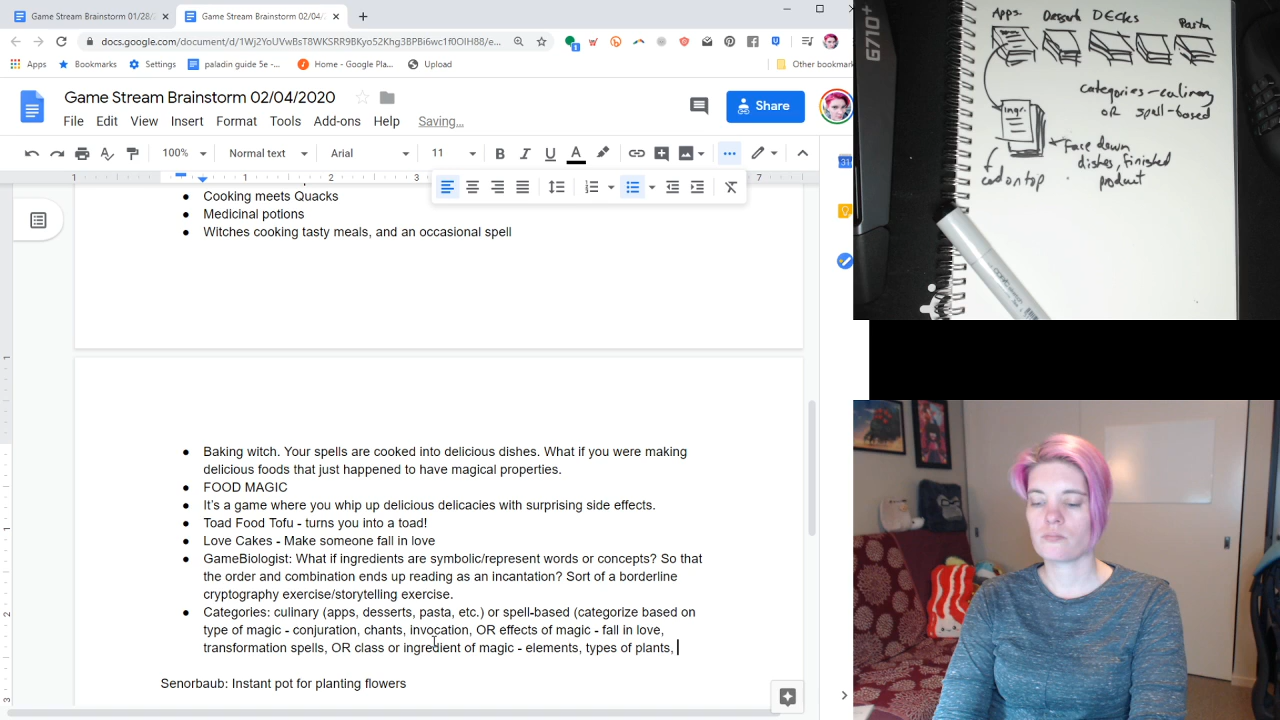 Game Stream Brainstorm 01/28/
Game Stream Brainstorm 02/04/
docs.google.com/document/d/1Wj2YoUVwBsT8WKSRR9BKyo52Khg3BPBi6wc1f0OlH88/e...
Apps
Bookmarks
Settings
paladin guide 5e -...
Home - Google Pla...
Upload
Other bookmark
Game Stream Brainstorm 02/04/2020
Share
File Edit View Insert Format Tools Add-ons Help Saving...
100% Normal text Arial 11
1 1 2 3 7
Cooking meets Quacks
Medicinal potions
Witches cooking tasty meals, and an occasional spell
Baking witch. Your spells are cooked into delicious dishes. What if you were making
delicious foods that just happened to have magical properties.
FOOD MAGIC
It's a game where you whip up delicious delicacies with surprising side effects.
Toad Food Tofu - turns you into a toad!
Love Cakes - Make someone fall in love
GameBiologist: What if ingredients are symbolic/represent words or concepts? So that
the order and combination ends up reading as an incantation? Sort of a borderline
cryptography exercise/storytelling exercise.
Categories: culinary (apps, desserts, pasta, etc.) or spell-based (categorize based on
type of magic - conjuration, chants, invocation, OR effects of magic - fall in love,
transformation spells, OR class or ingredient of magic - elements, types of plants,
Senorbaub: Instant pot for planting flowers
G710+
Apps. Dessert DECKS Pasta
categories - culinary
OR spell-based
Ingr.
Face down
dishes, finished
product
card on top